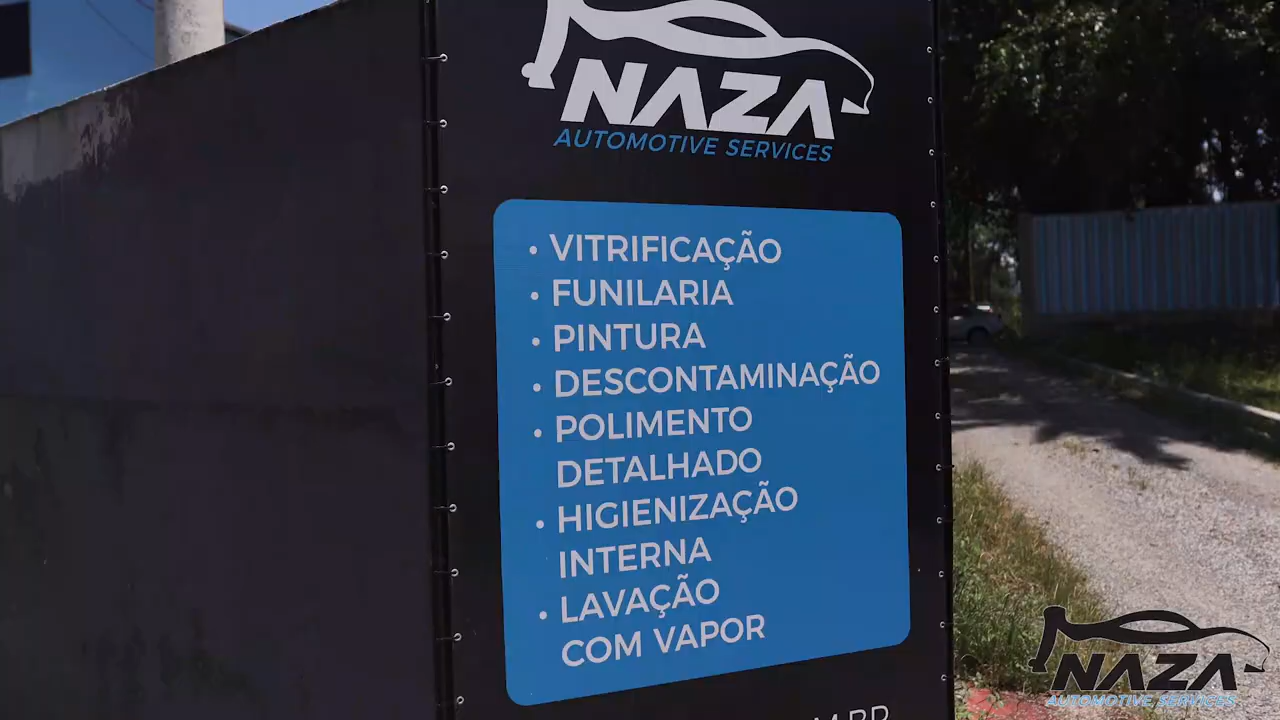 NAZA
AUTOMOTIVE SERVICES
• VITRIFICAÇÃO
• FUNILARIA
• PINTURA
• DESCONTAMINAÇÃO
• POLIMENTO
DETALHADO
• HIGIENIZAÇÃO
INTERNA
• LAVAÇÃO
COM VAPOR
NAZA
AUTOMOTIVE SERVICES